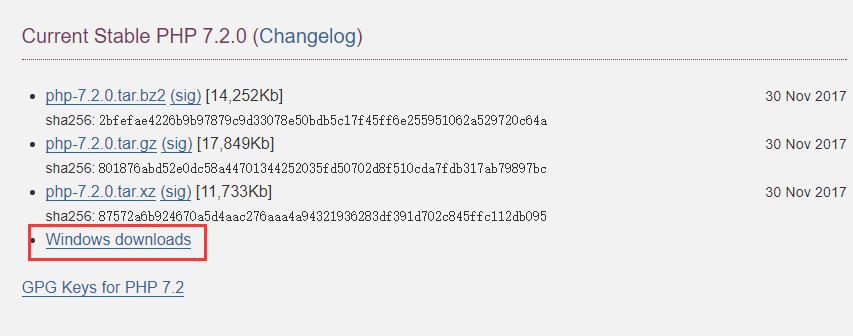 Current Stable PHP 7.2.0 (Changelog)
php-7.2.0.tar.bz2 (sig) [14,252Kb] 30 Nov 2017
sha256: 2bfefae4226b9b97879c9d33078e50bdb5c17f45ff6e255951062a529720c64a
php-7.2.0.tar.gz (sig) [17,849Kb] 30 Nov 2017
sha256: 801876abd52e0dc58a44701344252035fd50702d8f510cda7fdb317ab79897bc
php-7.2.0.tar.xz (sig) [11,733Kb] 30 Nov 2017
sha256: 87572a6b924670a5d4aac276aaa4a94321936283df391d702c845ffc112db095
Windows downloads
GPG Keys for PHP 7.2